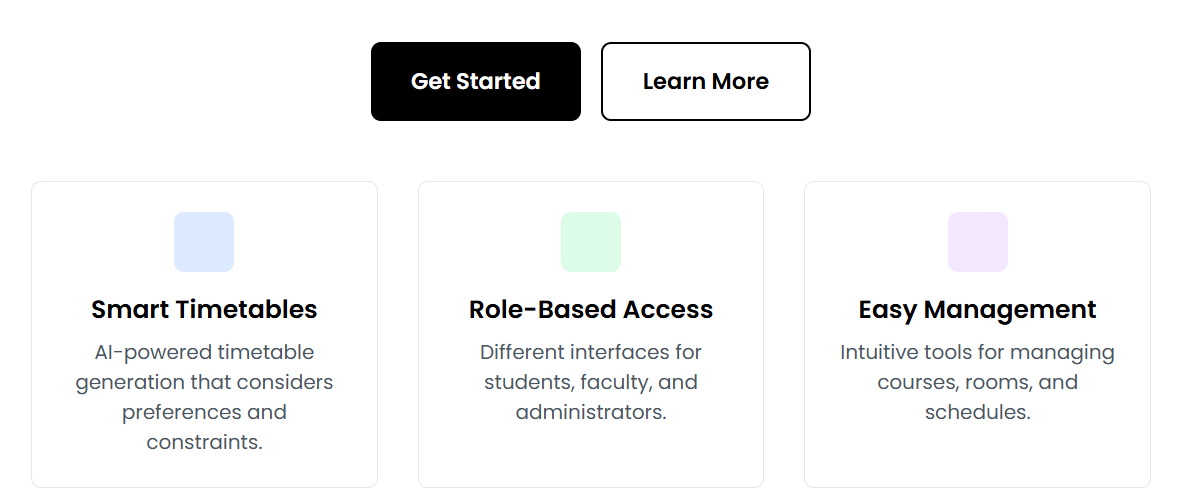 Get Started
Learn More
Smart Timetables
AI-powered timetable
generation that considers
preferences and
constraints.
Role-Based Access
Different interfaces for
students, faculty, and
administrators.
Easy Management
Intuitive tools for managing
courses, rooms, and
schedules.